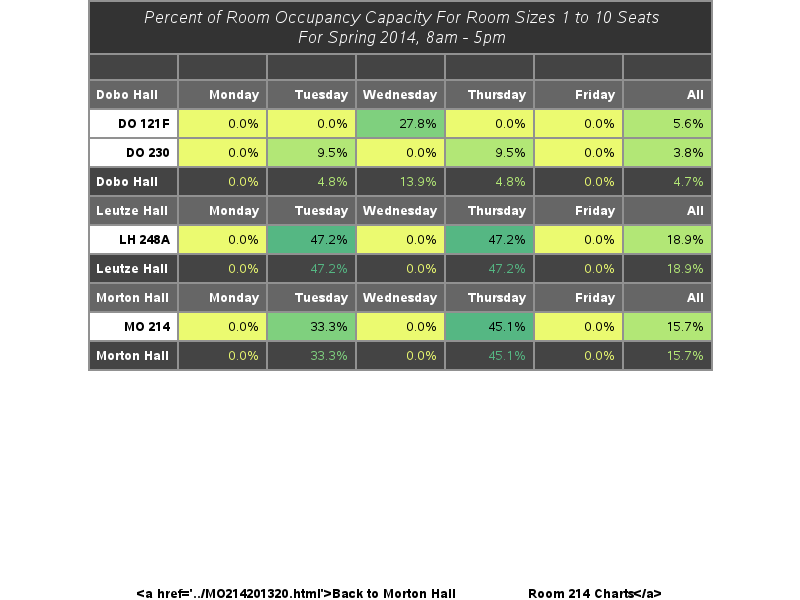 Percent of Room Occupancy Capacity For Room Sizes 1 to 10 Seats
For Spring 2014, 8am - 5pm
Dobo Hall Monday Tuesday Wednesday Thursday Friday All
DO 121F 0.0% 0.0% 27.8% 0.0% 0.0% 5.6%
DO 230 0.0% 9.5% 0.0% 9.5% 0.0% 3.8%
Dobo Hall 0.0% 4.8% 13.9% 4.8% 0.0% 4.7%
Leutze Hall Monday Tuesday Wednesday Thursday Friday All
LH 248A 0.0% 47.2% 0.0% 47.2% 0.0% 18.9%
Leutze Hall 0.0% 47.2% 0.0% 47.2% 0.0% 18.9%
Morton Hall Monday Tuesday Wednesday Thursday Friday All
MO 214 0.0% 33.3% 0.0% 45.1% 0.0% 15.7%
Morton Hall 0.0% 33.3% 0.0% 45.1% 0.0% 15.7%
<a href='../MO214201320.html'>Back to Morton Hall Room 214 Charts</a>